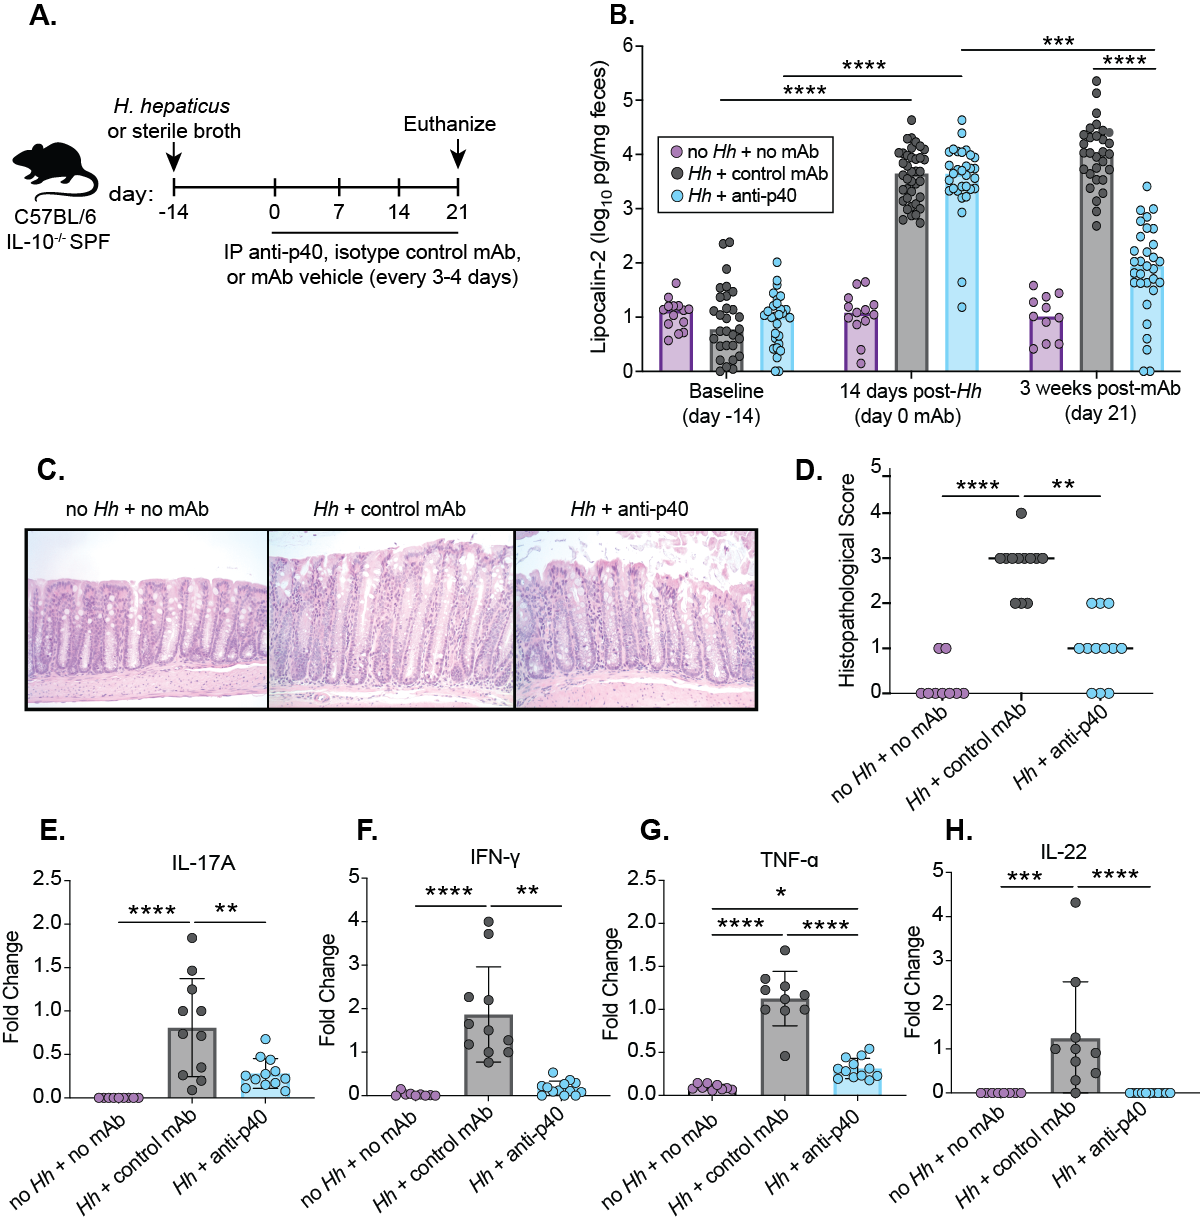 A.
H. hepaticus
or sterile broth
Euthanize
day:
-14 0 7 14 21
C57BL/6
IL-10-/- SPF
IP anti-p40, isotype control mAb,
or mAb vehicle (every 3-4 days)
B.
Lipocalin-2 (log10 pg/mg feces)
6
5
4
3
2
1
0
**** **** *** ****
no Hh + no mAb
Hh + control mAb
Hh + anti-p40
Baseline
(day -14)
14 days post-Hh
(day 0 mAb)
3 weeks post-mAb
(day 21)
C.
no Hh + no mAb
Hh + control mAb
Hh + anti-p40
D.
Histopathological Score
5
4
3
2
1
0
**** **
no Hh + no mAb
Hh + control mAb
Hh + anti-p40
E.
IL-17A
Fold Change
2.5
2.0
1.5
1.0
0.5
0.0
**** **
no Hh + no mAb
Hh + control mAb
Hh + anti-p40
F.
IFN-γ
Fold Change
5
4
3
2
1
0
**** **
no Hh + no mAb
Hh + control mAb
Hh + anti-p40
G.
TNF-α
Fold Change
2.5
2.0
1.5
1.0
0.5
0.0
*
**** ****
no Hh + no mAb
Hh + control mAb
Hh + anti-p40
H.
IL-22
Fold Change
5
4
3
2
1
0
*** ****
no Hh + no mAb
Hh + control mAb
Hh + anti-p40